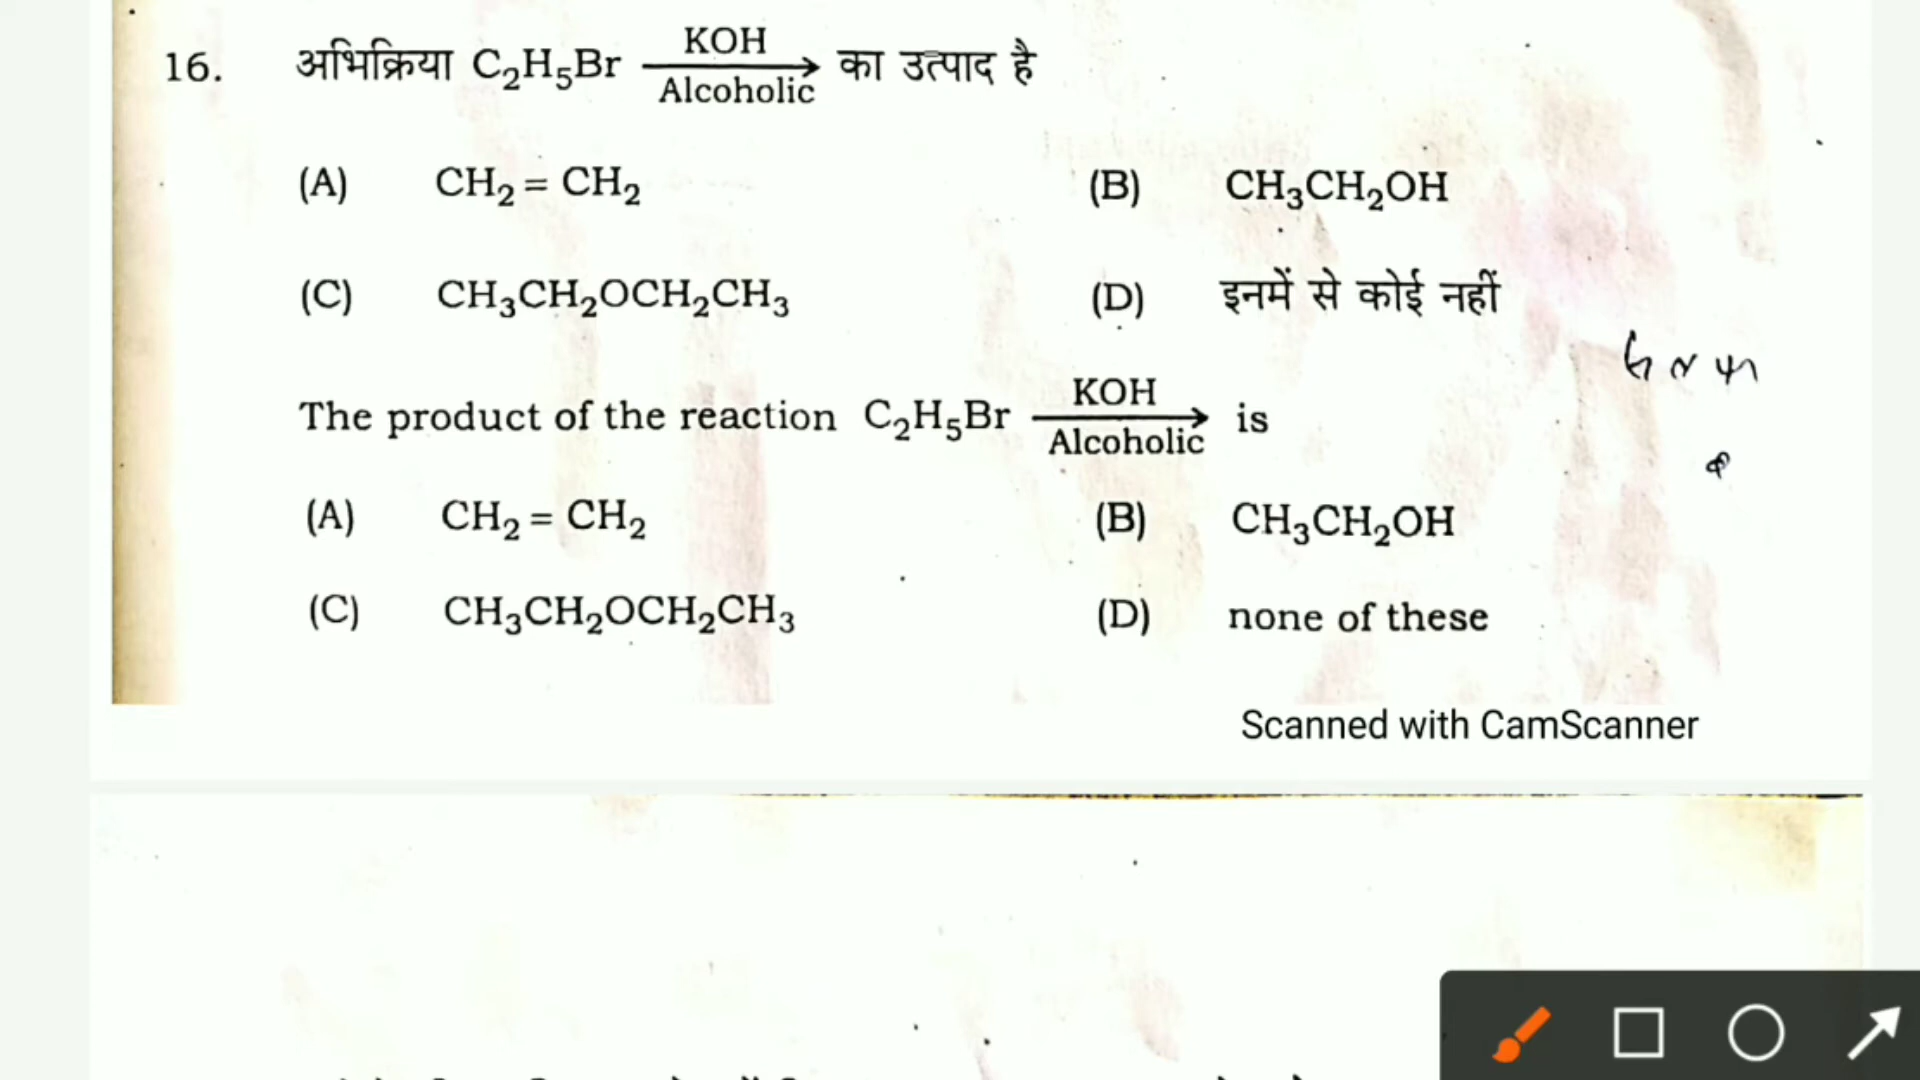 16. अभिक्रिया C₂H₅Br KOH Alcoholic का उत्पाद है
(A) CH₂ = CH₂ (B) CH₃CH₂OH
(C) CH₃CH₂OCH₂CH₃ (D) इनमें से कोई नहीं
The product of the reaction C₂H₅Br KOH Alcoholic is
(A) CH₂ = CH₂ (B) CH₃CH₂OH
(C) CH₃CH₂OCH₂CH₃ (D) none of these
Scanned with CamScanner